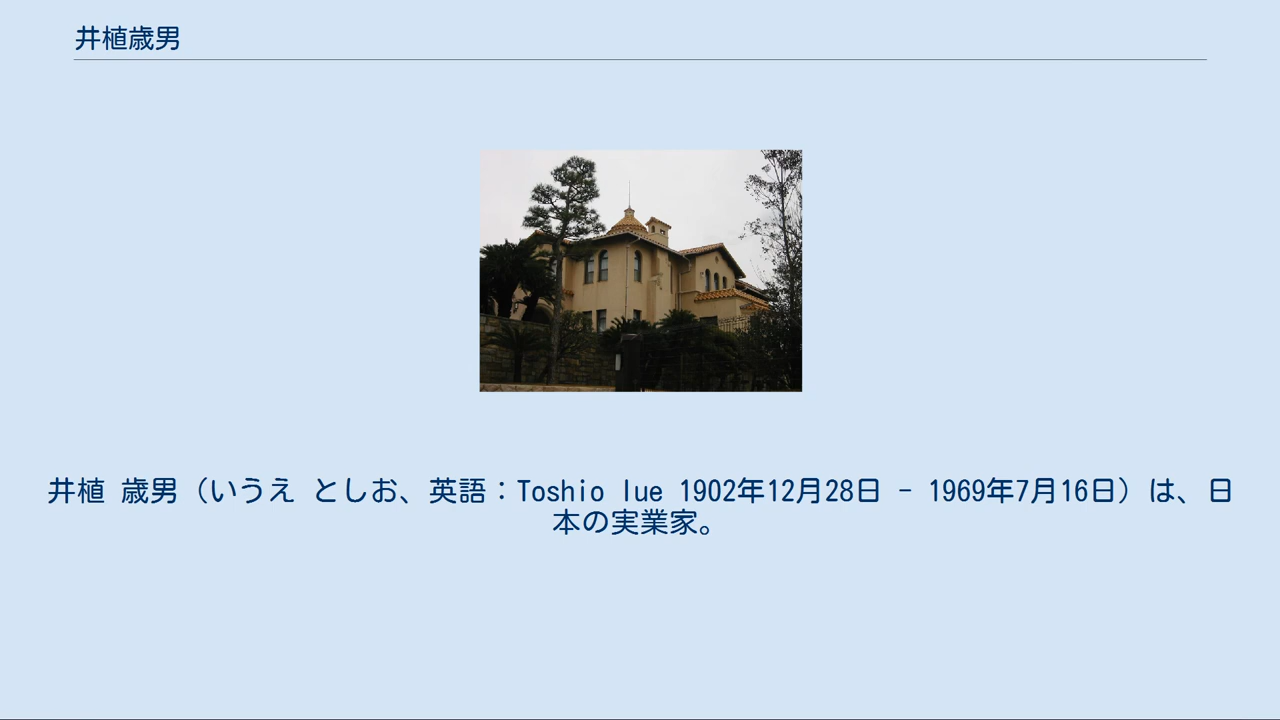 井植歳男
井植 歳男（いうえ としお、英語：Toshio Iue 1902年12月28日 - 1969年7月16日）は、日
本の実業家。